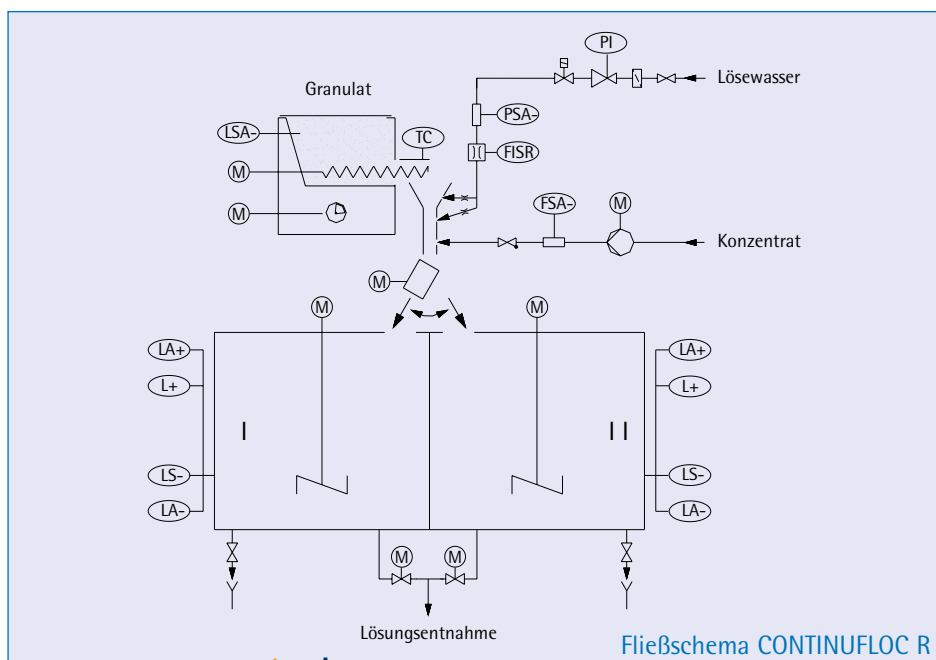 PI
Lösewasser
Granulat
PSA-
LSA-
TC
FISR
M
FSA-
M
M
Konzentrat
M
M
M
LA+
LA+
L+
L+
I
II
LS-
LS-
LA-
LA-
M
M
Lösungsentnahme
Fließschema CONTINUFLOC R